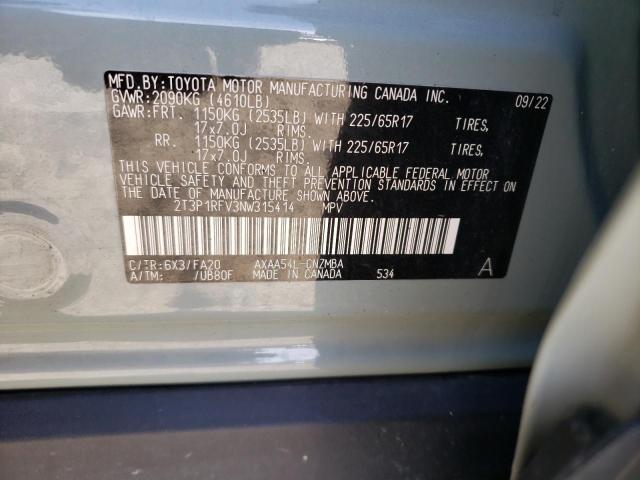 MFD.BY:TOYOTA MOTOR MANUFACTURING CANADA INC. 09/22
GVWR:2090KG (4610LB)
GAWR:FRT. 1150KG (2535LB) WITH 225/65R17 TIRES,
17x7.0J RIMS.
RR. 1150KG (2535LB) WITH 225/65R17 TIRES,
17x7.0J RIMS.
THIS VEHICLE CONFORMS TO ALL APPLICABLE FEDERAL MOTOR
VEHICLE SAFETY AND THEFT PREVENTION STANDARDS IN EFFECT
ON THE DATE OF MANUFACTURE SHOWN ABOVE.
2T3P1RFV3NW315414 MPV
C/TR:6X3/FA20 AXAA54L-CNZMBA
A/TM: /UB80F MADE IN CANADA 534 A